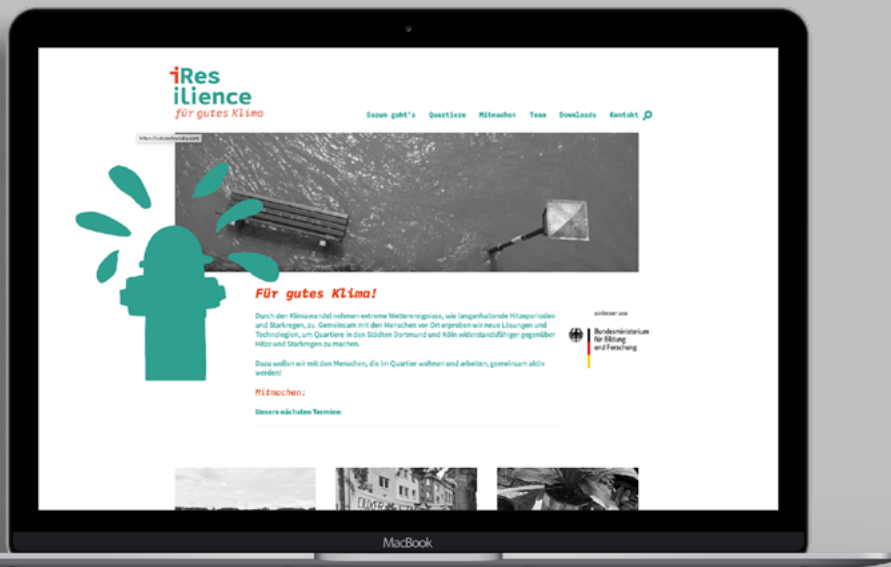 iRes
ilience
für gutes Klima
Darum geht's Quartiere Mitmachen Team Downloads Kontakt
Für gutes Klima!
Durch den Klimawandel nehmen extreme Wetterereignisse, wie langanhaltende Hitzeperioden
und Starkregen, zu. Gemeinsam mit den Menschen vor Ort erproben wir neue Lösungen und
Technologien, um Quartiere in den Städten Dortmund und Köln widerstandsfähiger gegenüber
Hitze und Starkregen zu machen.
GEFÖRDERT VOM
Bundesministerium
für Bildung
und Forschung
Dazu wollen wir mit den Menschen, die im Quartier wohnen und arbeiten, gemeinsam aktiv
werden!
Mitmachen:
Unsere nächsten Termine:
MacBook